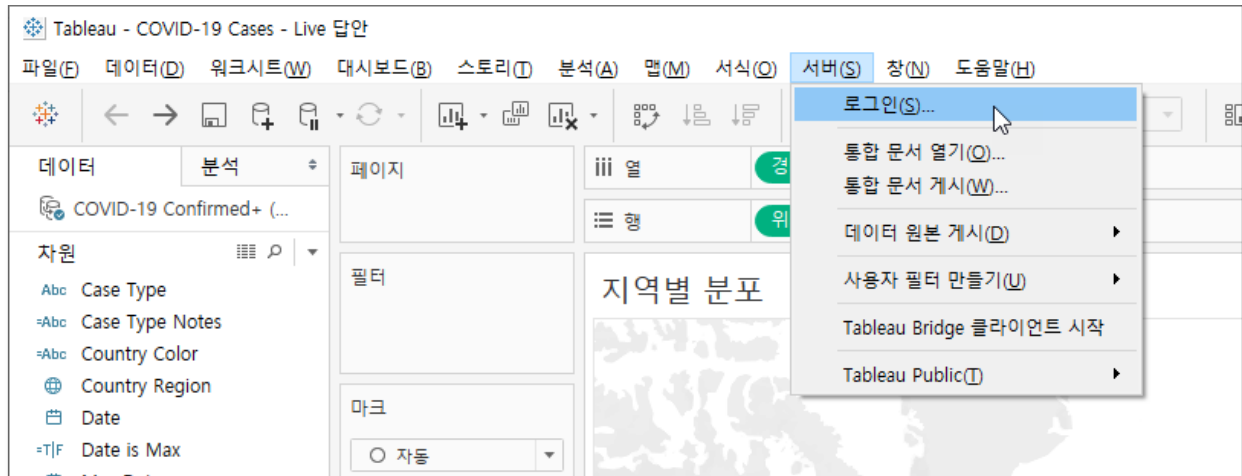 Tableau - COVID-19 Cases - Live 답안
파일(F) 데이터(D) 워크시트(W) 대시보드(B) 스토리(T) 분석(A) 맵(M) 서식(O) 서버(S) 창(N) 도움말(H)
로그인(S)...
통합 문서 열기(O)...
통합 문서 게시(W)...
데이터 원본 게시(D)
사용자 필터 만들기(U)
Tableau Bridge 클라이언트 시작
Tableau Public(T)
데이터 분석
COVID-19 Confirmed+ (...
차원
Abc Case Type
=Abc Case Type Notes
=Abc Country Color
Country Region
Date
=T|F Date is Max
페이지
필터
마크
자동
iii 열 경
행 위
지역별 분포